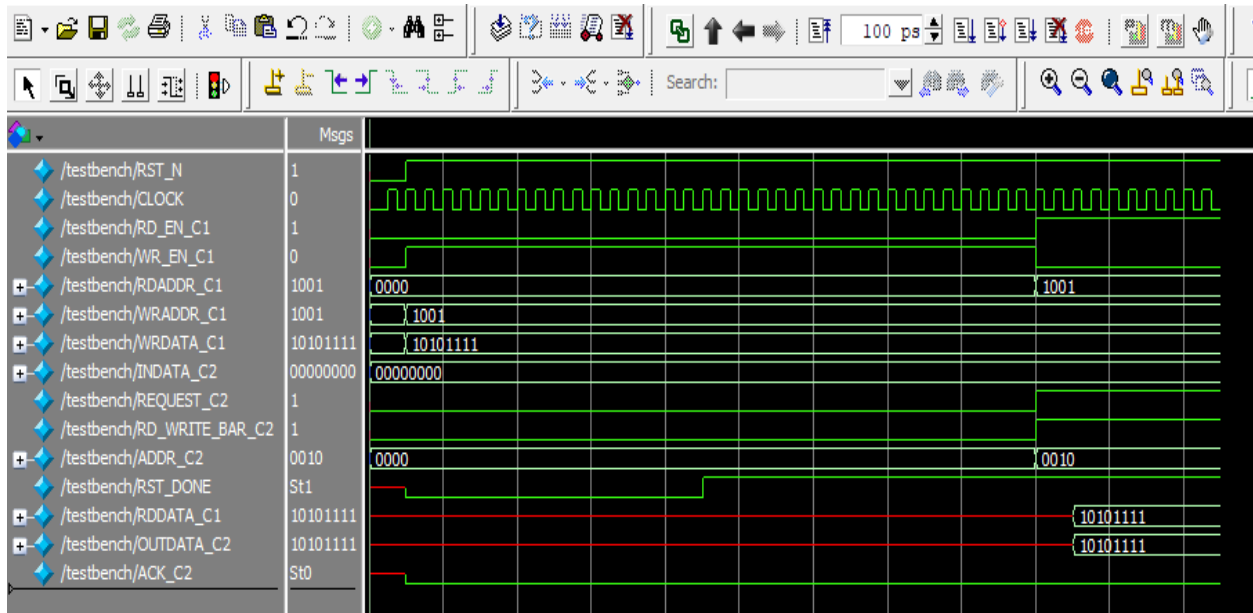 100 ps
Search:
Msgs
/testbench/RST_N 1
/testbench/CLOCK 0
/testbench/RD_EN_C1 1
/testbench/WR_EN_C1 0
/testbench/RDADDR_C1 1001 0000 1001
/testbench/WRADDR_C1 1001 1001
/testbench/WRDATA_C1 10101111 10101111
/testbench/INDATA_C2 00000000 00000000
/testbench/REQUEST_C2 1
/testbench/RD_WRITE_BAR_C2 1
/testbench/ADDR_C2 0010 0000 0010
/testbench/RST_DONE St1
/testbench/RDDATA_C1 10101111 10101111
/testbench/OUTDATA_C2 10101111 10101111
/testbench/ACK_C2 St0